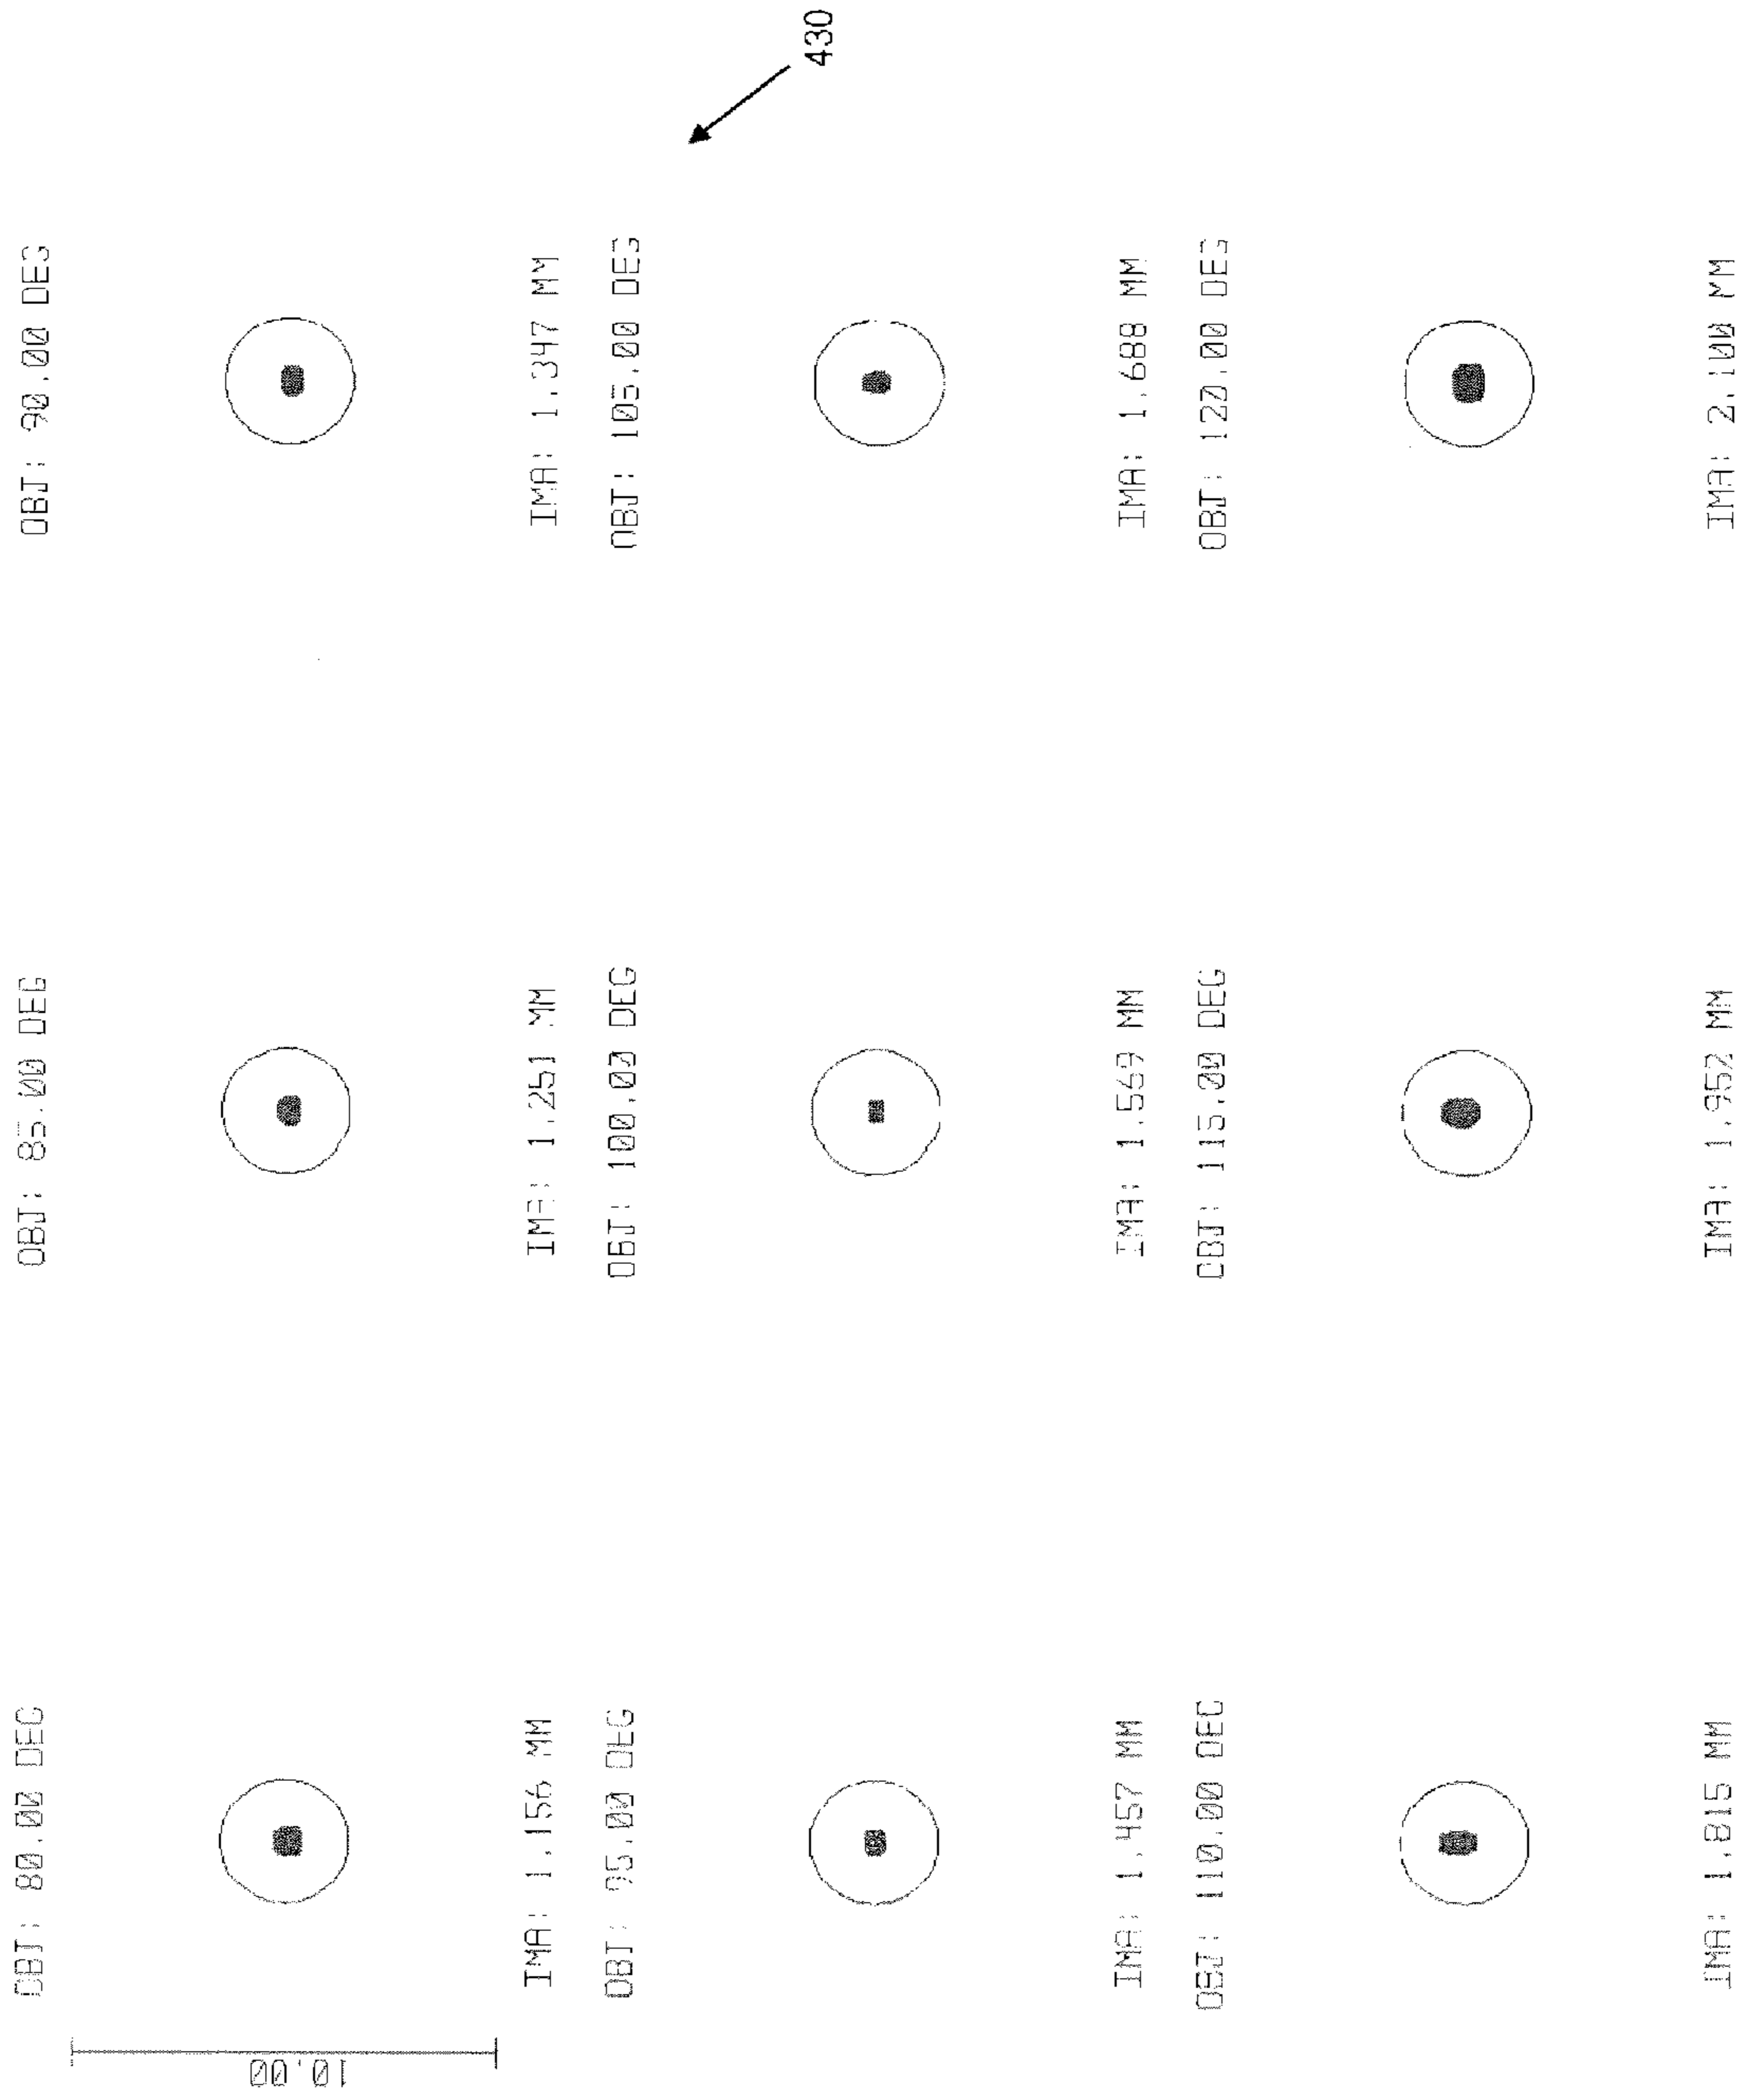 OBJ: 80.00 DEG
OBJ: 85.00 DEG
OBJ: 90.00 DEG
10.00
IMA: 1.156 MM
IMA: 1.251 MM
IMA: 1.347 MM
OBJ: 95.00 DEG
OBJ: 100.00 DEG
OBJ: 105.00 DEG
430
IMA: 1.457 MM
IMA: 1.569 MM
IMA: 1.688 MM
OBJ: 110.00 DEG
OBJ: 115.00 DEG
OBJ: 120.00 DEG
IMA: 1.815 MM
IMA: 1.952 MM
IMA: 2.100 MM